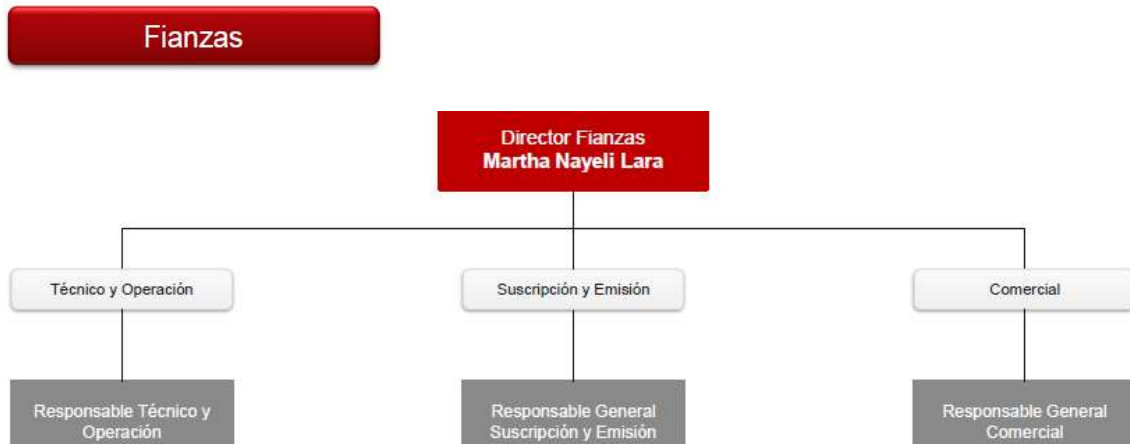 Fianzas
Director Fianzas
Martha Nayeli Lara
Técnico y Operación
Suscripción y Emisión
Comercial
Responsable Técnico y
Operación
Responsable General
Suscripción y Emisión
Responsable General
Comercial